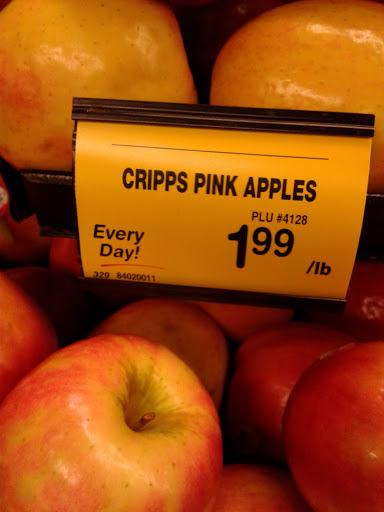 CRIPPS PINK APPLES
PLU #4128
Every
Day!
199
/lb
329 84020011